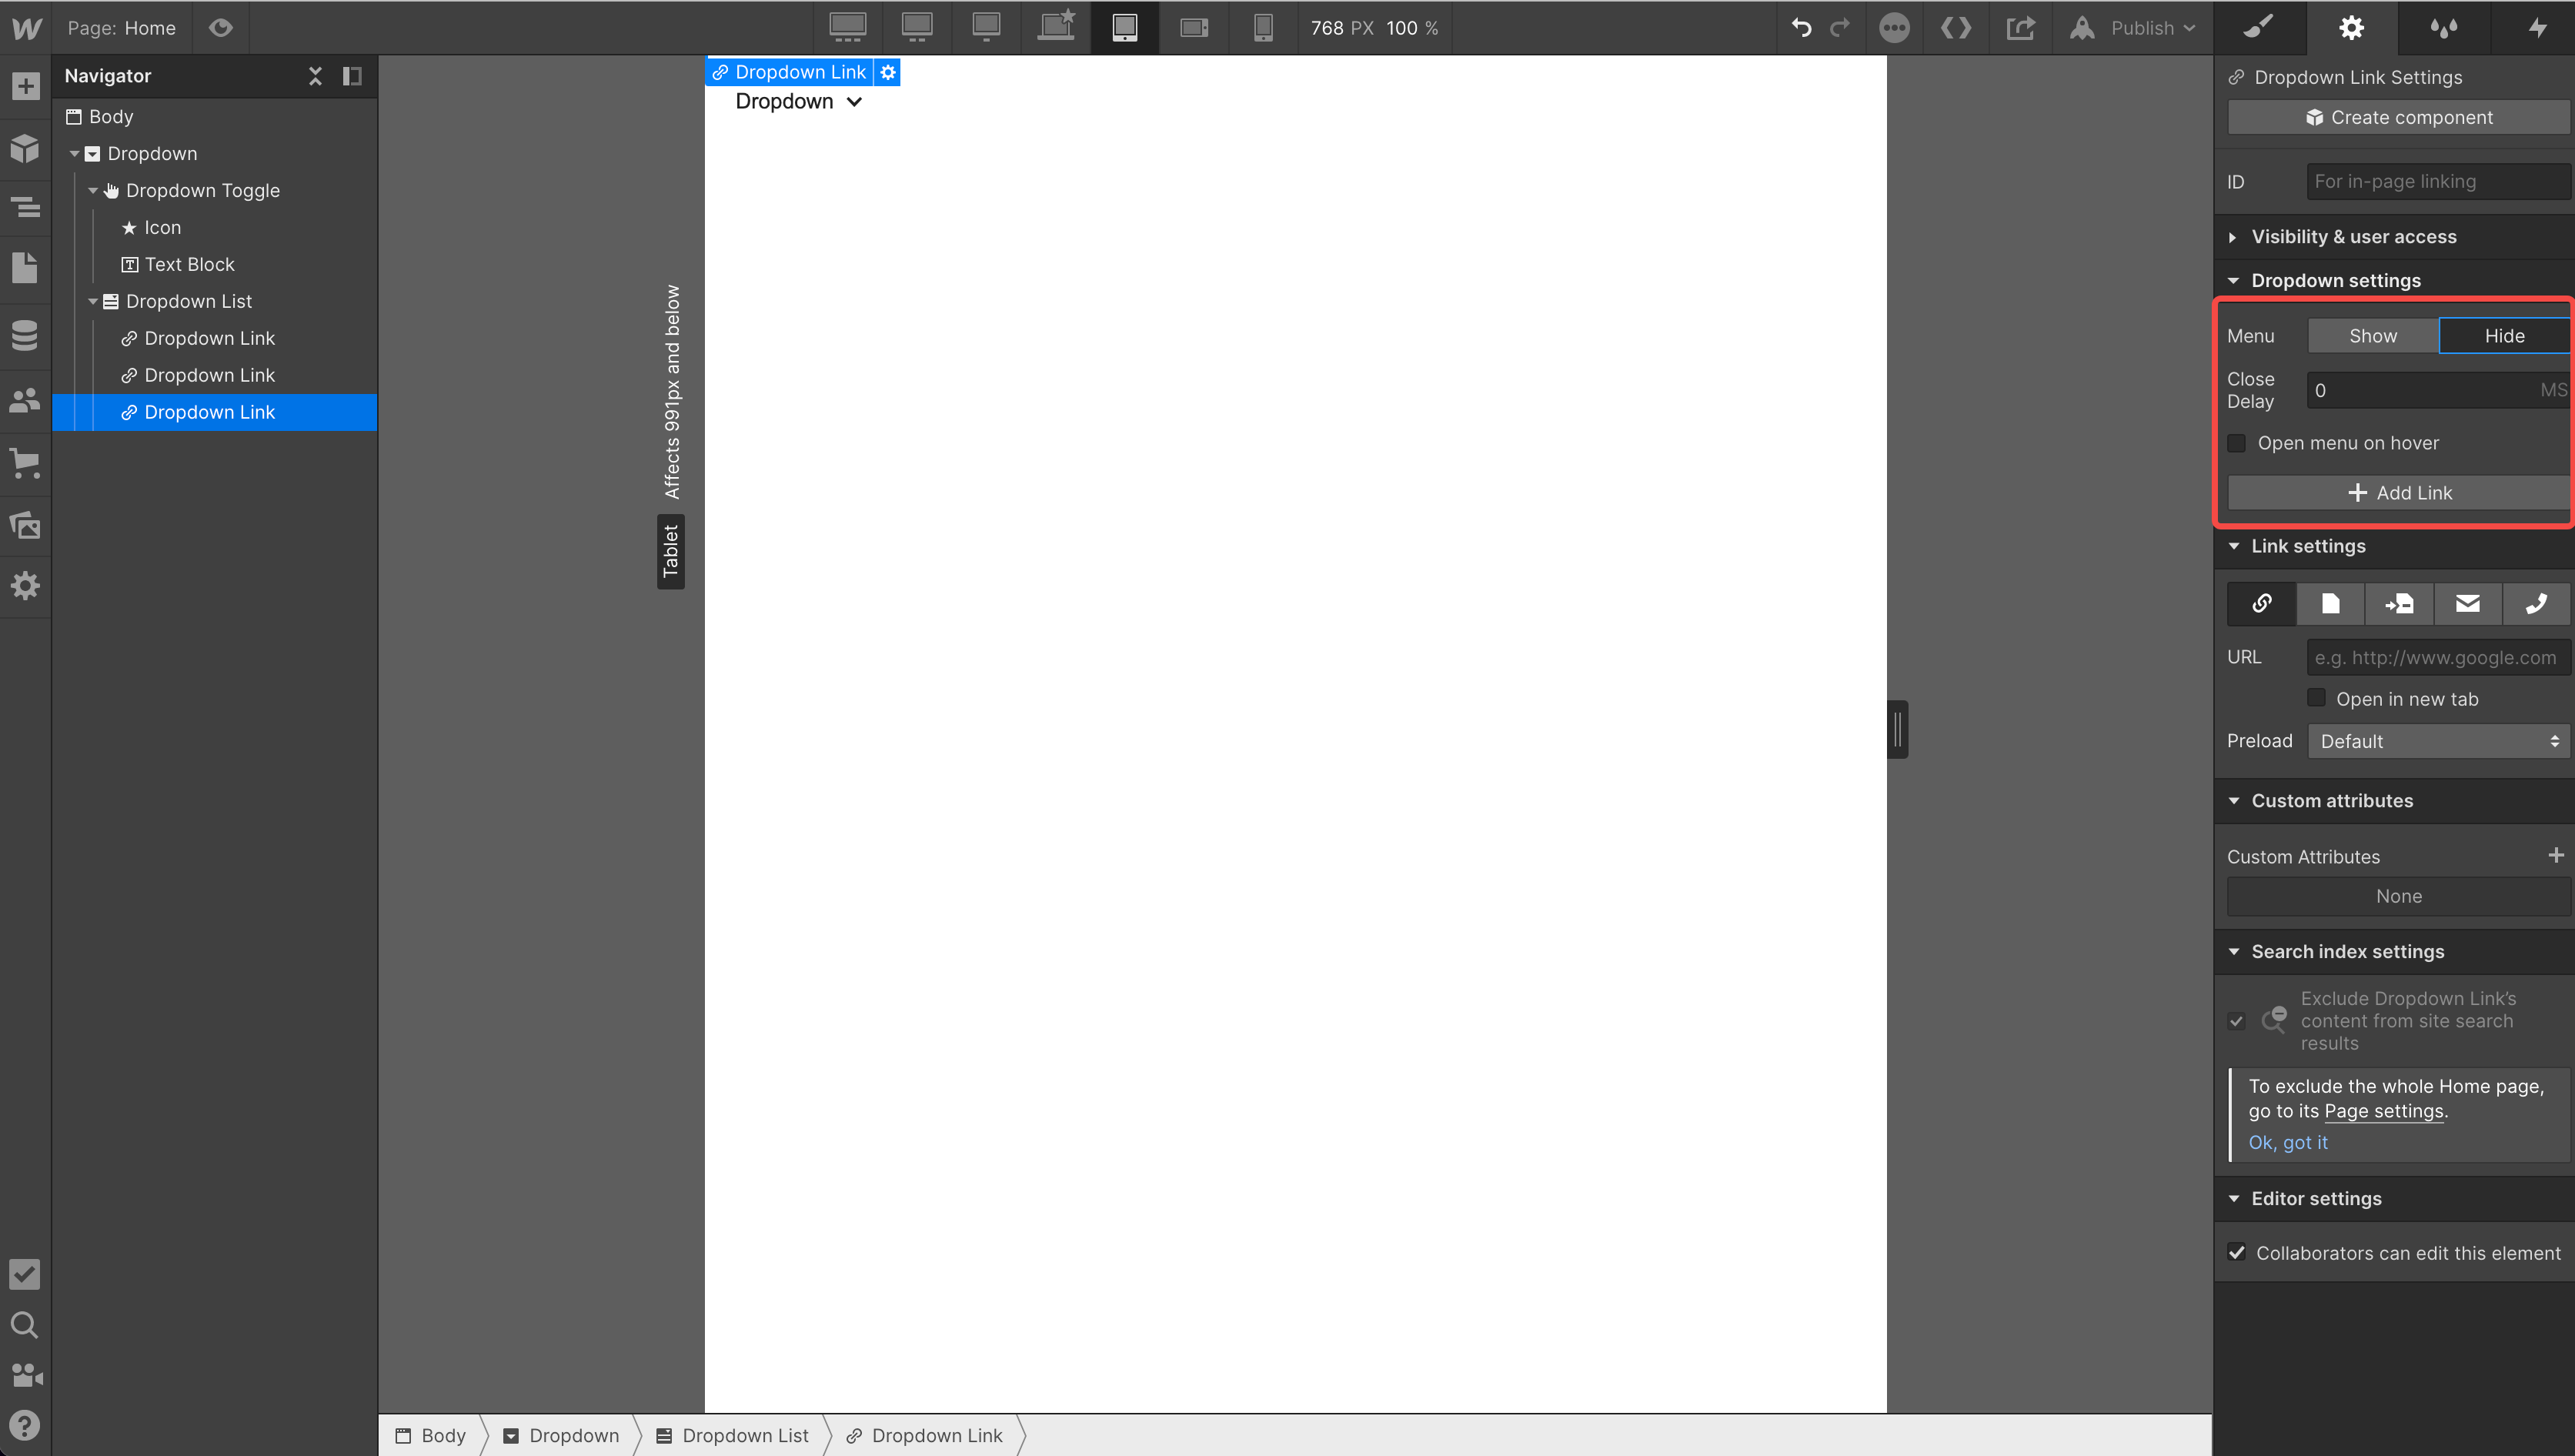 Page: Home
768 PX 100 %
Publish
Navigator
Body
Dropdown
Dropdown Toggle
Icon
Text Block
Dropdown List
Dropdown Link
Dropdown Link
Dropdown Link
Affects 991px and below
Tablet
Dropdown Link
Dropdown
Dropdown Link Settings
Create component
ID
For in-page linking
Visibility & user access
Dropdown settings
Menu
Show
Hide
Close
Delay
0
MS
Open menu on hover
Add Link
Link settings
URL
e.g. http://www.google.com
Open in new tab
Preload
Default
Custom attributes
Custom Attributes
None
Search index settings
Exclude Dropdown Link's
content from site search
results
To exclude the whole Home page,
go to its Page settings.
Ok, got it
Editor settings
Collaborators can edit this element
Body
Dropdown
Dropdown List
Dropdown Link